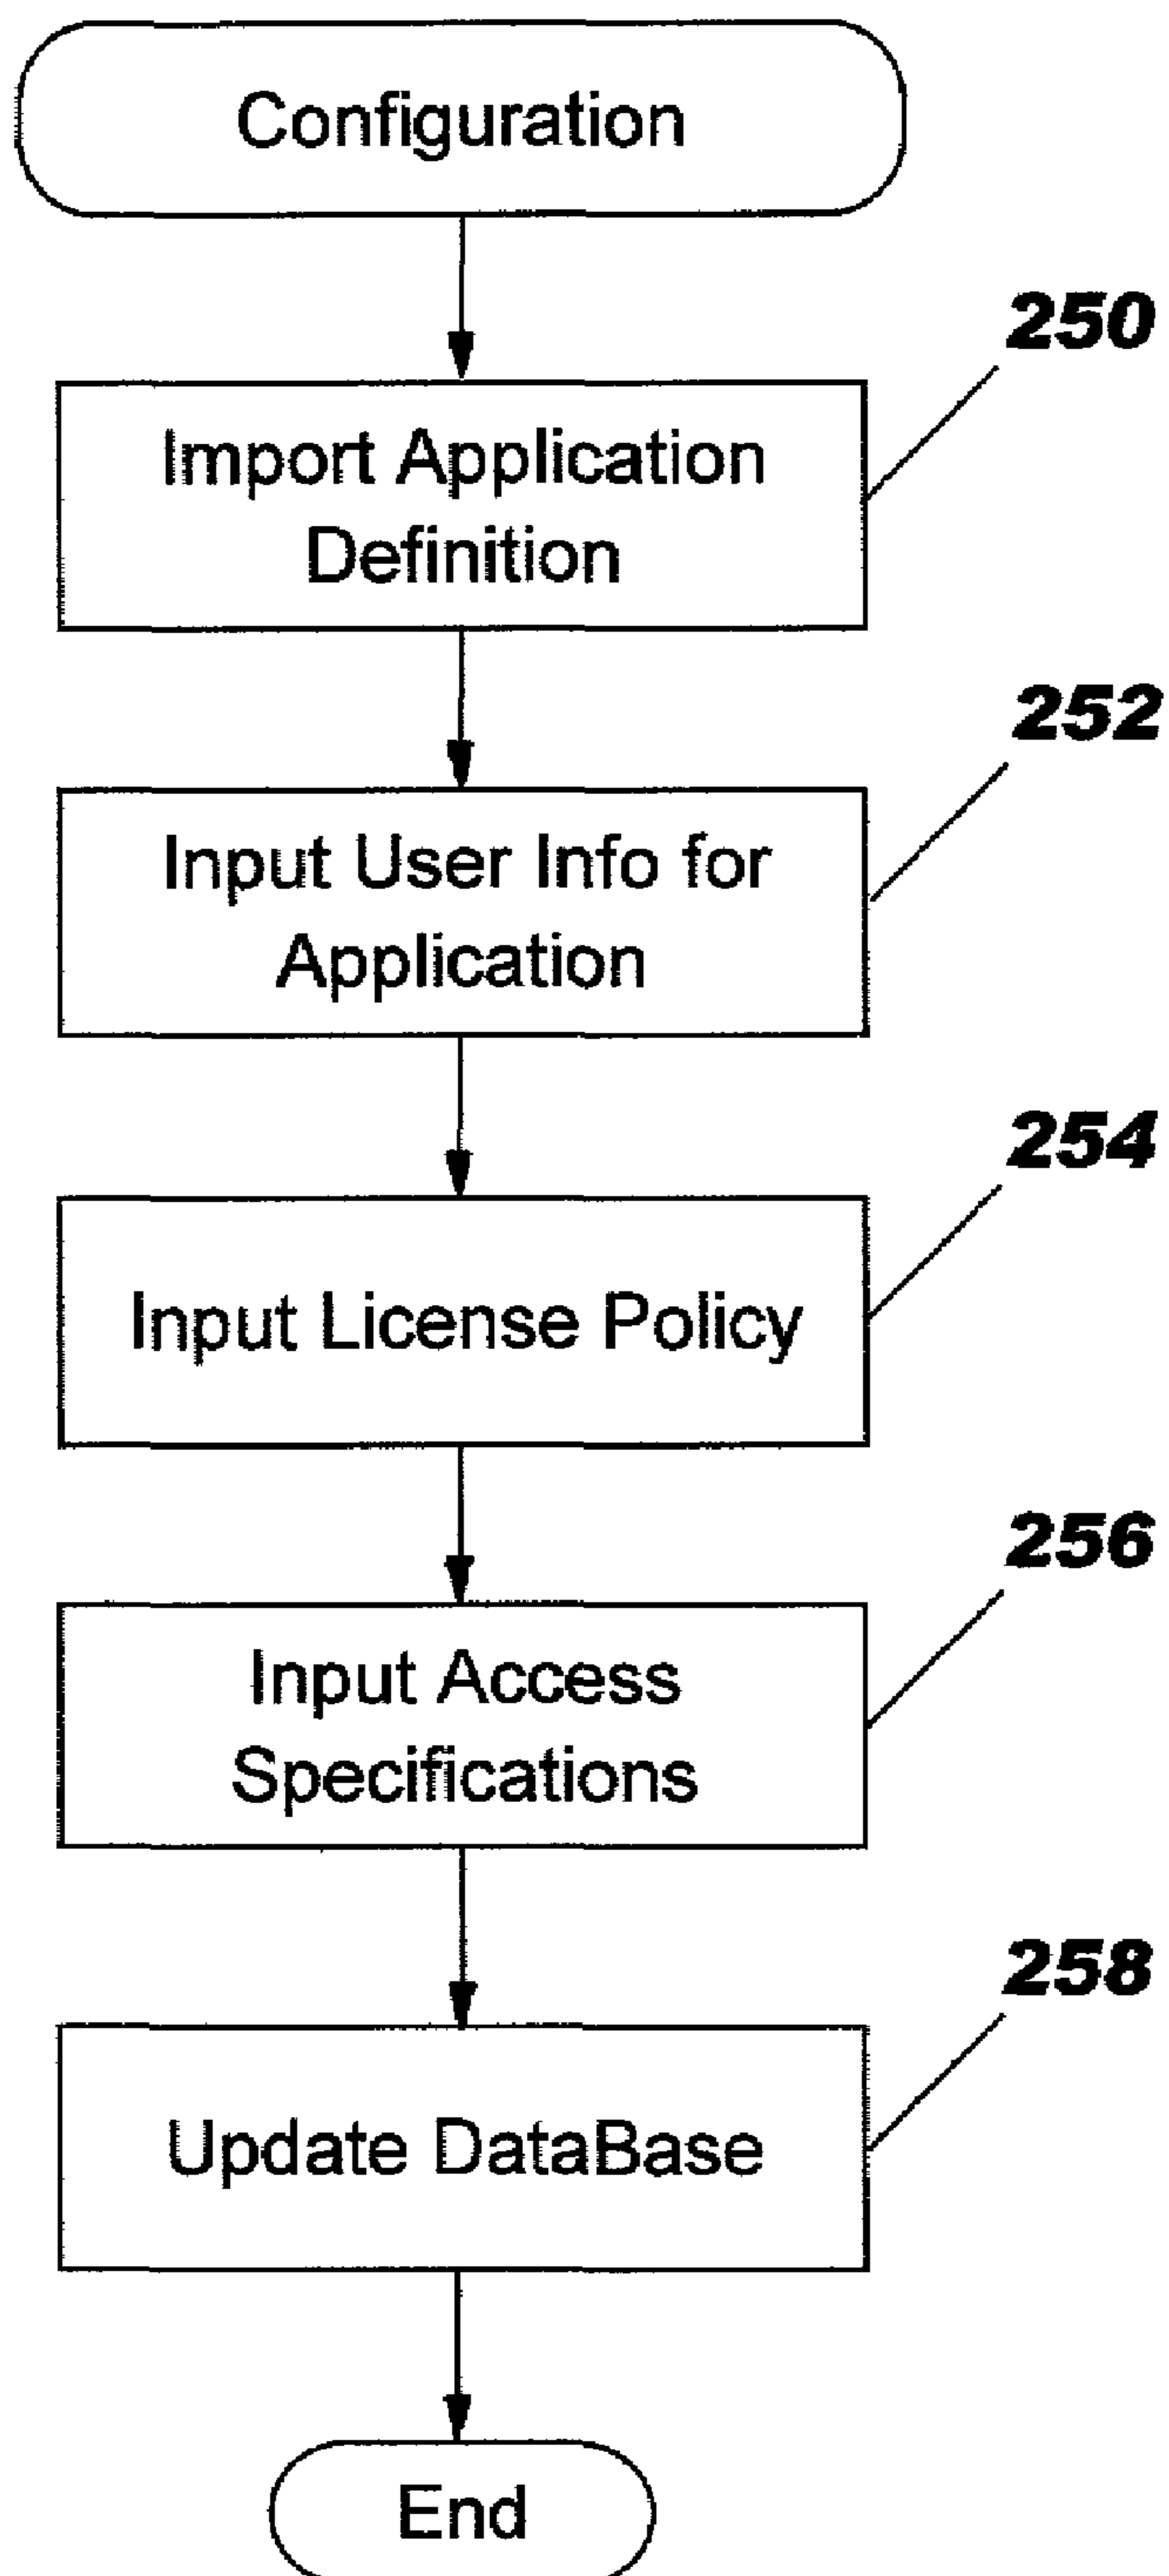 Configuration
250
Import Application
Definition
252
Input User Info for
Application
254
Input License Policy
256
Input Access
Specifications
258
Update DataBase
End